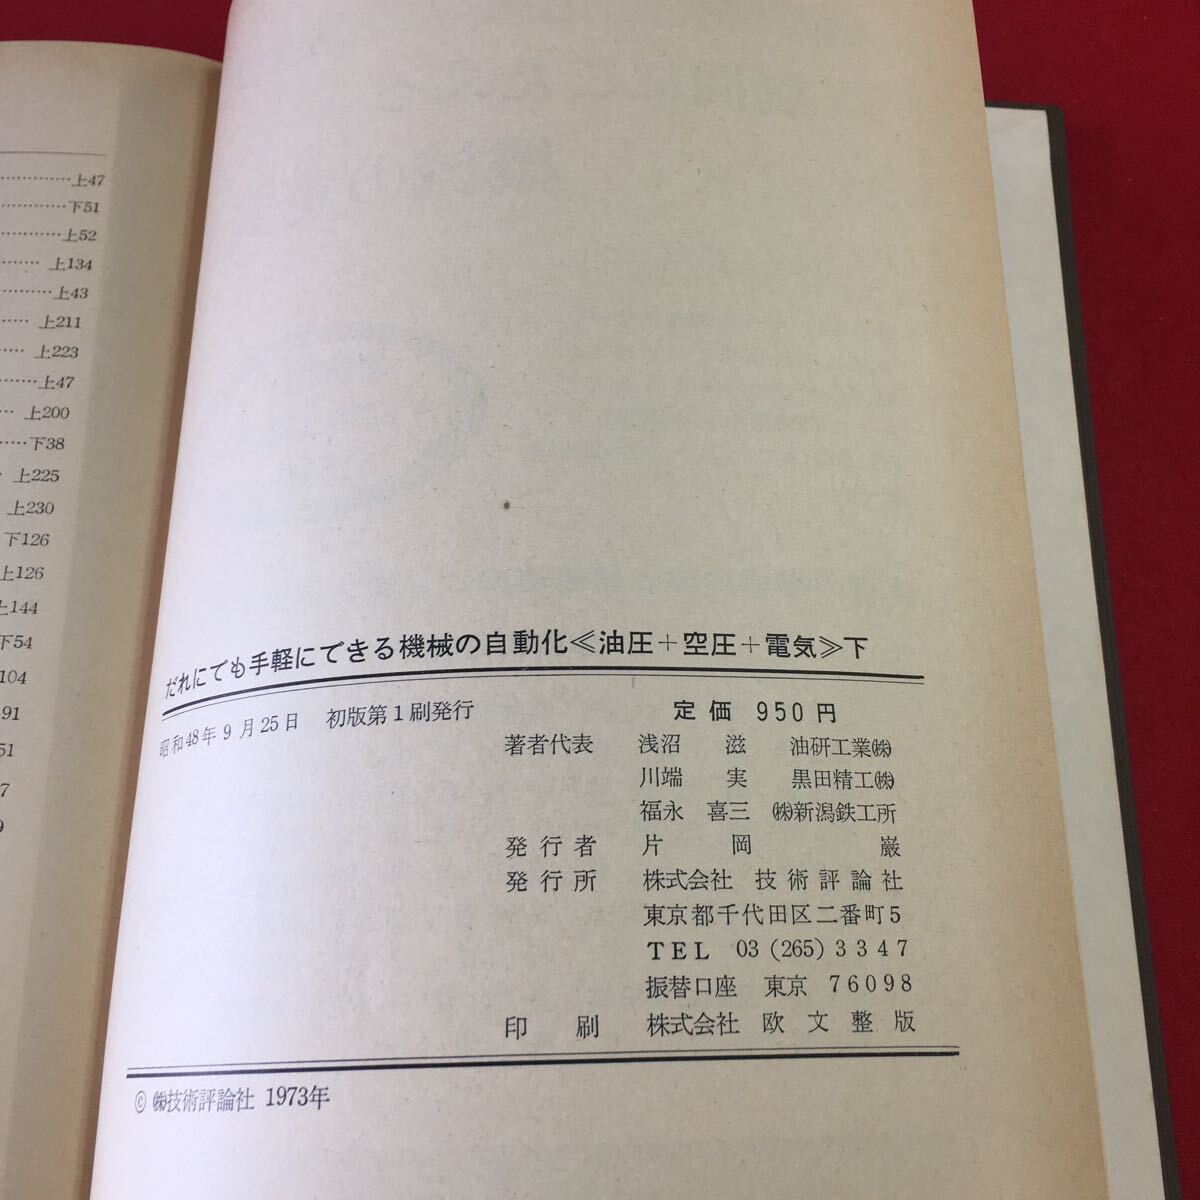 上47
下51
上52
上134
上43
上211
上223
上47
上200
下38
上225
上230
下126
上126
上144
下54
104
91
51
7
9
だれにでも手軽にできる機械の自動化≪油圧＋空圧＋電気≫下
昭和48年9月25日 初版第1刷発行
定価 950円
著者代表 浅沼 滋 油研工業㈱
川端 実 黒田精工㈱
福永 喜三 ㈱新潟鉄工所
発行者 片岡 巌
発行所 株式会社 技術評論社
東京都千代田区二番町5
TEL 03 (265) 3347
振替口座 東京 76098
印刷 株式会社 欧文整版
© ㈱技術評論社 1973年